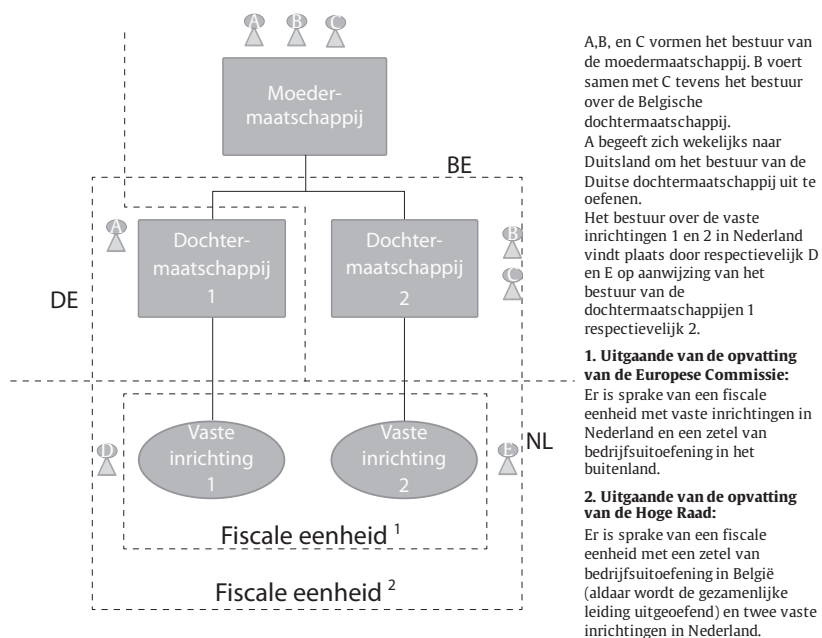 A B C
Moeder-
maatschappij
BE
A
Dochter-
maatschappij
1
Dochter-
maatschappij
2
B
C
DE
D
Vaste
inrichting
1
Vaste
inrichting
2
E
NL
Fiscale eenheid 1
Fiscale eenheid 2
A,B, en C vormen het bestuur van
de moedermaatschappij. B voert
samen met C tevens het bestuur
over de Belgische
dochtermaatschappij.
A begeeft zich wekelijks naar
Duitsland om het bestuur van de
Duitse dochtermaatschappij uit te
oefenen.
Het bestuur over de vaste
inrichtingen 1 en 2 in Nederland
vindt plaats door respectievelijk D
en E op aanwijzing van het
bestuur van de
dochtermaatschappijen 1
respectievelijk 2.
1. Uitgaande van de opvatting
van de Europese Commissie:
Er is sprake van een fiscale
eenheid met vaste inrichtingen in
Nederland en een zetel van
bedrijfsuitoefening in het
buitenland.
2. Uitgaande van de opvatting
van de Hoge Raad:
Er is sprake van een fiscale
eenheid met een zetel van
bedrijfsuitoefening in België
(aldaar wordt de gezamenlijke
leiding uitgeoefend) en twee vaste
inrichtingen in Nederland.